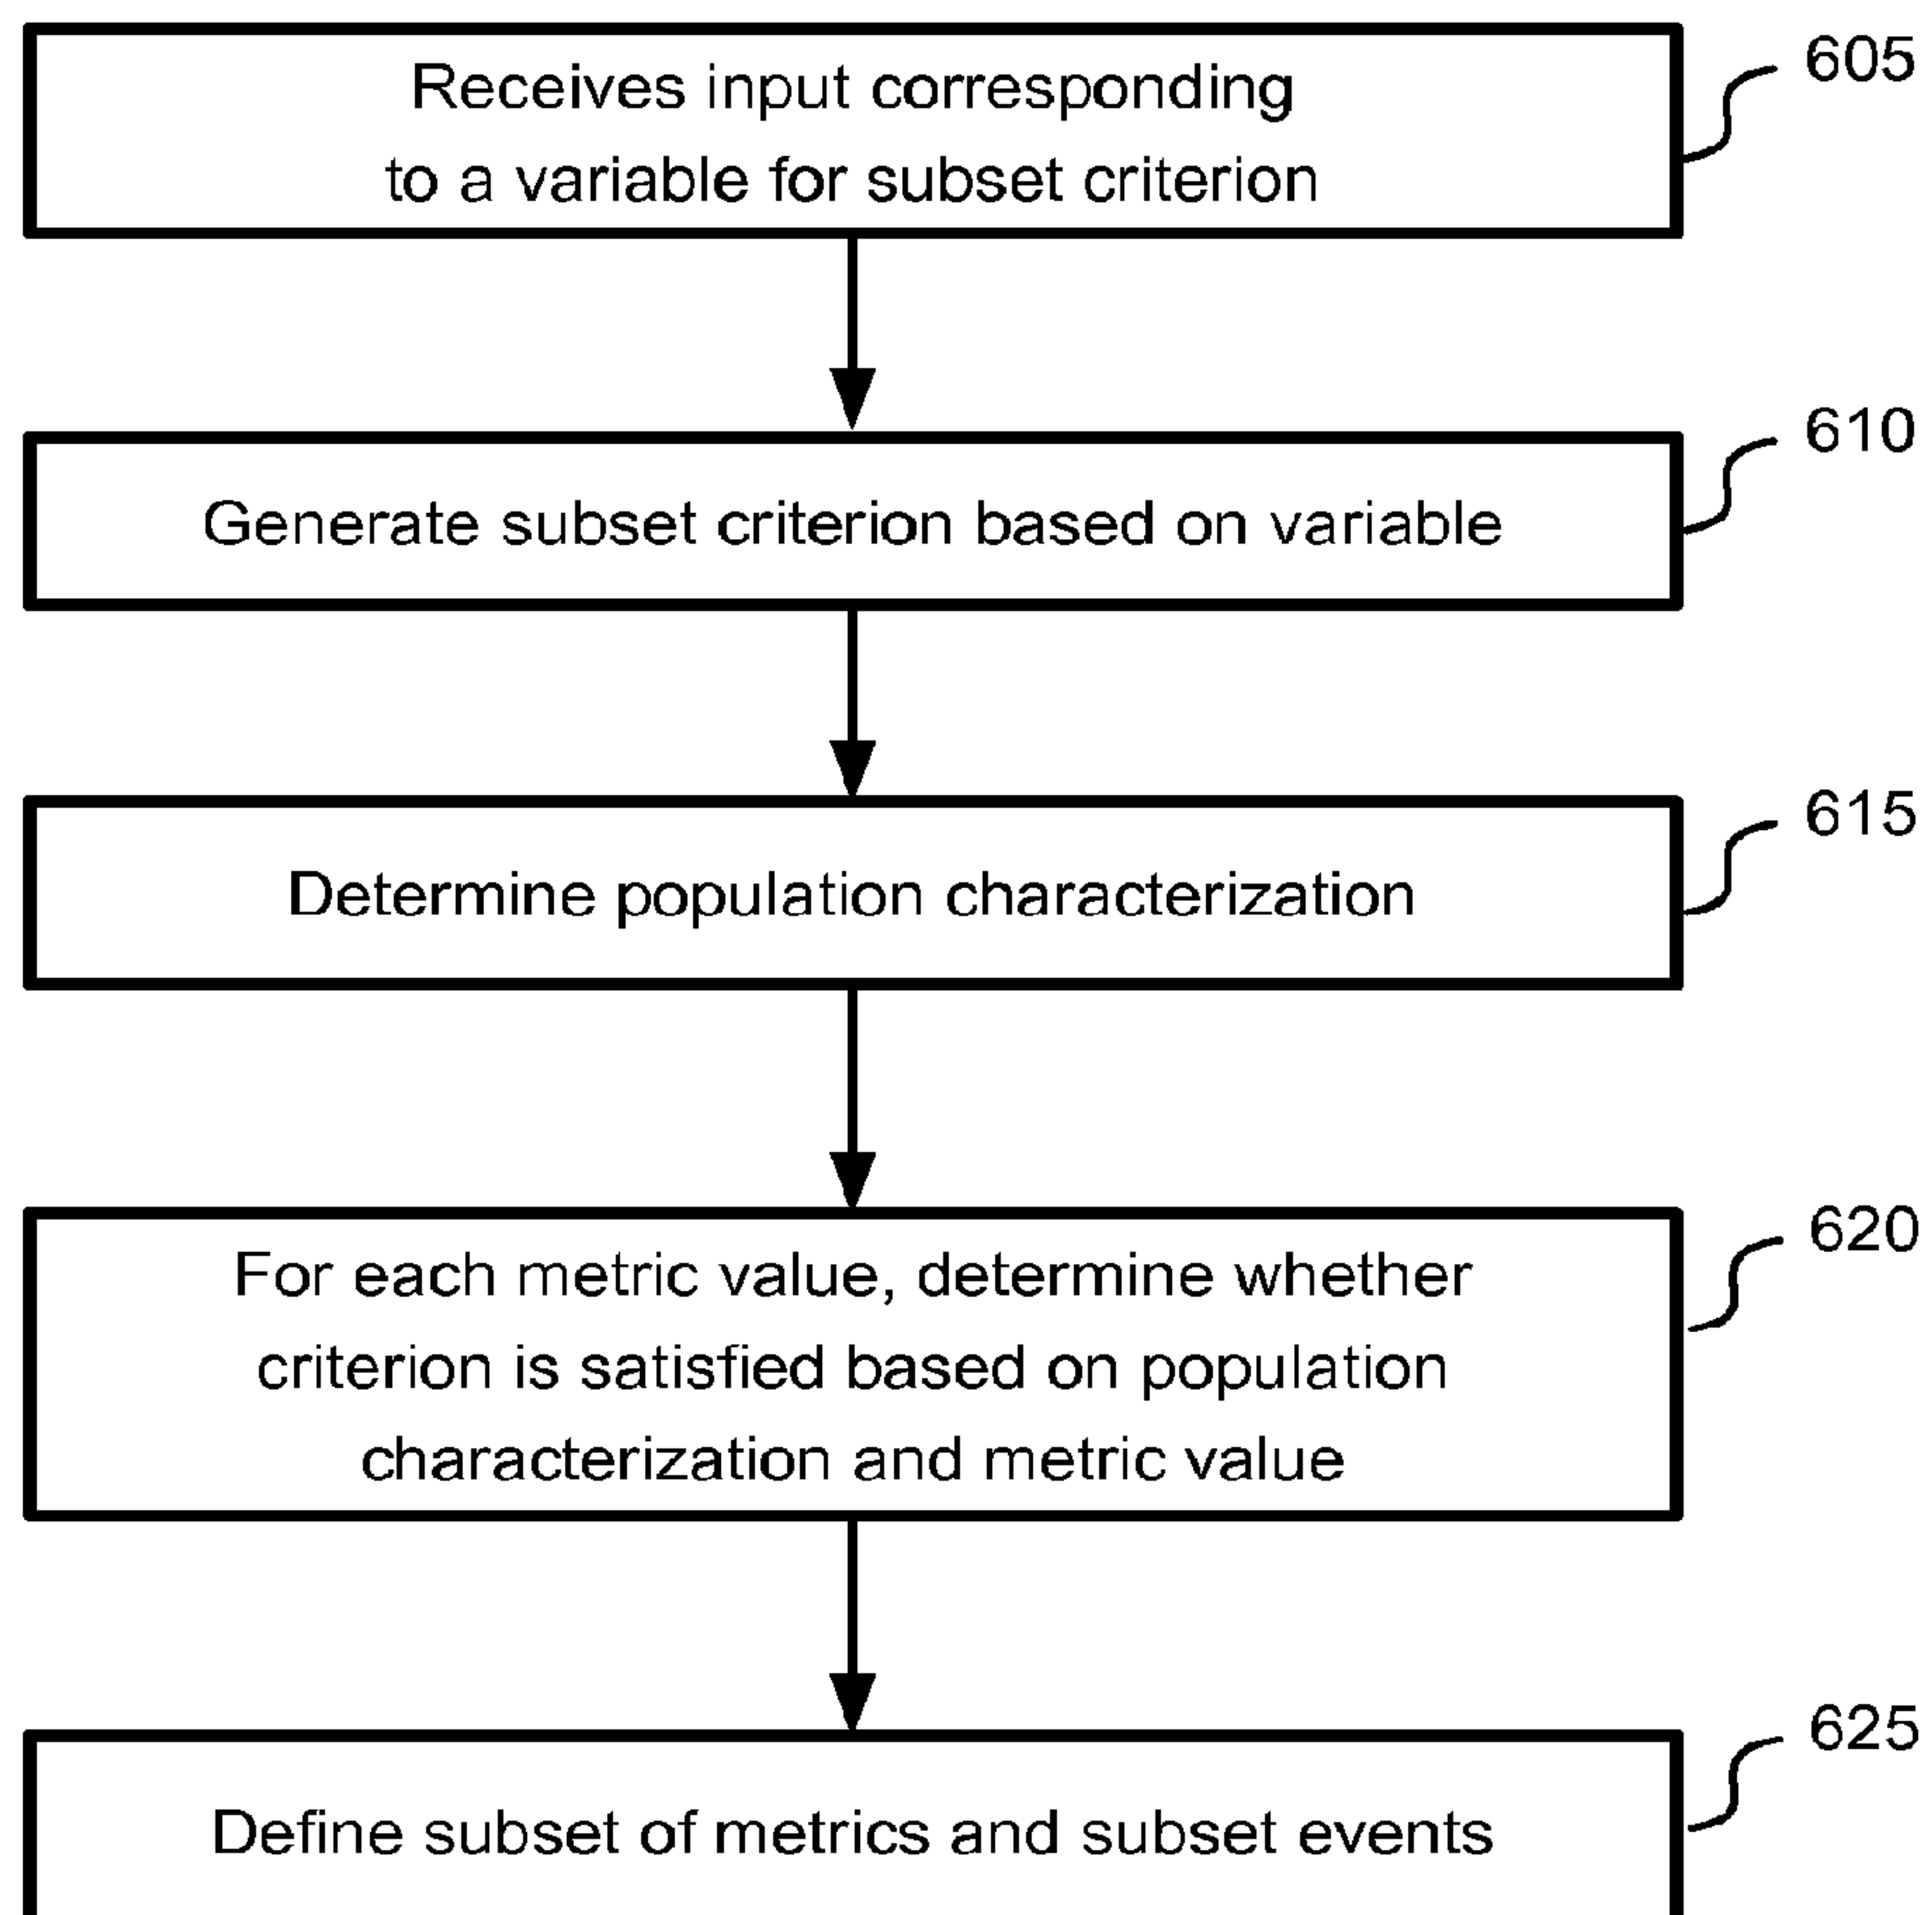 Receives input corresponding
to a variable for subset criterion
605
Generate subset criterion based on variable
610
Determine population characterization
615
For each metric value, determine whether
criterion is satisfied based on population
characterization and metric value
620
Define subset of metrics and subset events
625